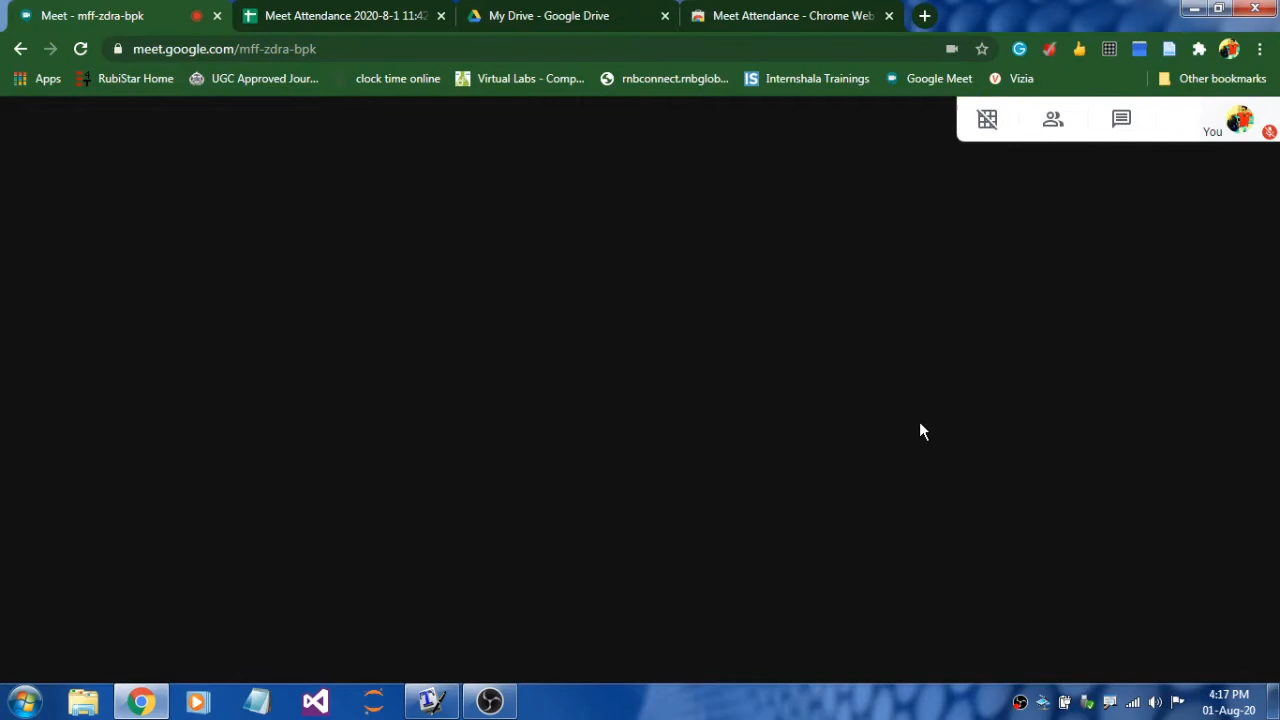 Meet - mff-zdra-bpk
Meet Attendance 2020-8-1 11:42
My Drive - Google Drive
Meet Attendance - Chrome Web
meet.google.com/mff-zdra-bpk
Apps
RubiStar Home
UGC Approved Jour...
clock time online
Virtual Labs - Comp...
rnbconnect.rnbglob...
IS
Internshala Trainings
Google Meet
Vizia
Other bookmarks
You
4:17 PM
01-Aug-20